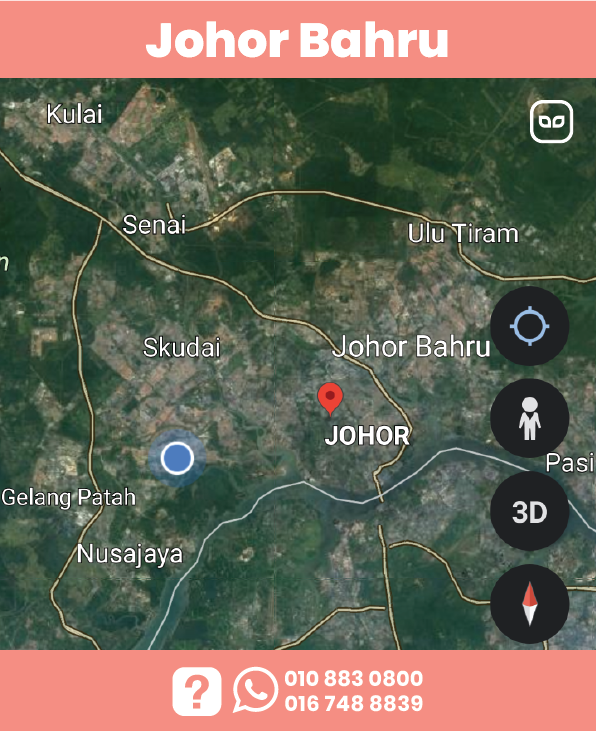 Johor Bahru
Kulai
Senai
Ulu Tiram
n
Skudai
Johor Bahru
JOHOR
Pasi
Gelang Patah
3D
Nusajaya
?
010 883 0800
016 748 8839